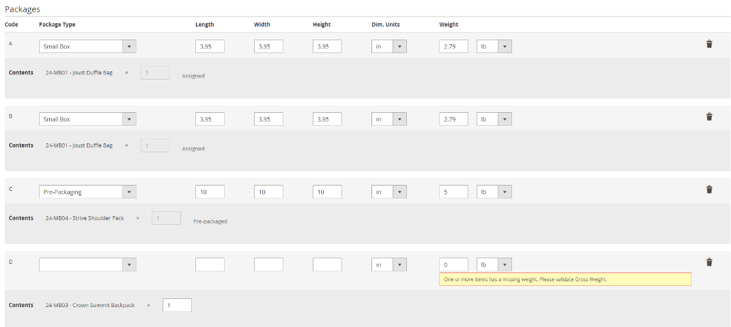 Packages
Code Package Type Length Width Height Dim. Units Weight
A Small Box 3.95 3.95 3.95 in 2.79 lb
Contents 24-MB01 - Joust Duffle Bag × 1 Assigned
B Small Box 3.95 3.95 3.95 in 2.79 lb
Contents 24-MB01 - Joust Duffle Bag × 1 Assigned
C Pre-Packaging 10 10 10 in 5 lb
Contents 24-MB04 - Strive Shoulder Pack × 1 Pre-packaged
D in 0 lb
One or more items has a missing weight. Please validate Gross Weight.
Contents 24-MB03 - Crown Summit Backpack × 1